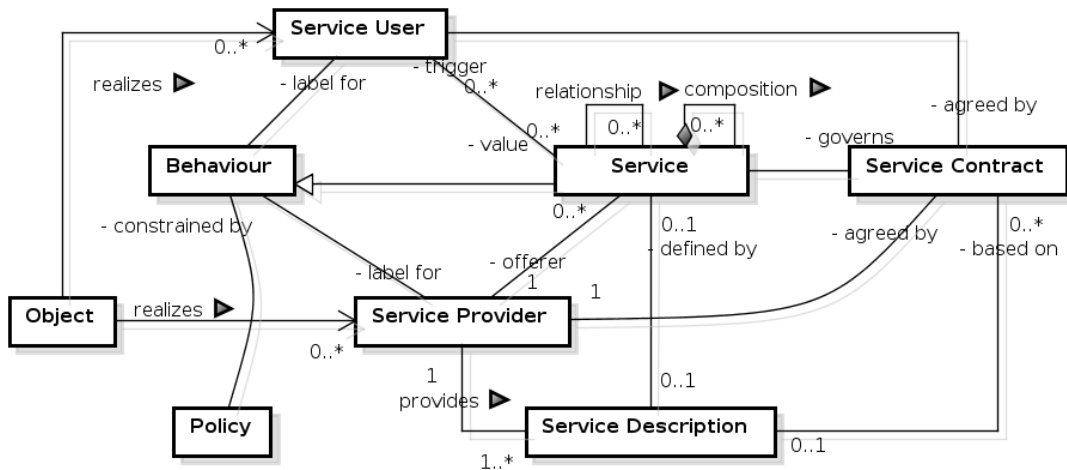 Service User
0..*
- trigger
realizes
- label for
0..*
relationship
composition
- agreed by
0..*
0..*
0..*
- value
- governs
Behaviour
Service
Service Contract
- constrained by
0..*
0..1
- defined by
- agreed by
0..*
- based on
- label for
- offerer
1
1
Object
realizes
Service Provider
0..*
1
0..1
provides
Policy
Service Description
0..1
1..*